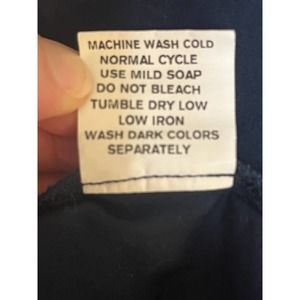 MACHINE WASH COLD
NORMAL CYCLE
USE MILD SOAP
DO NOT BLEACH
TUMBLE DRY LOW
LOW IRON
WASH DARK COLORS
SEPARATELY